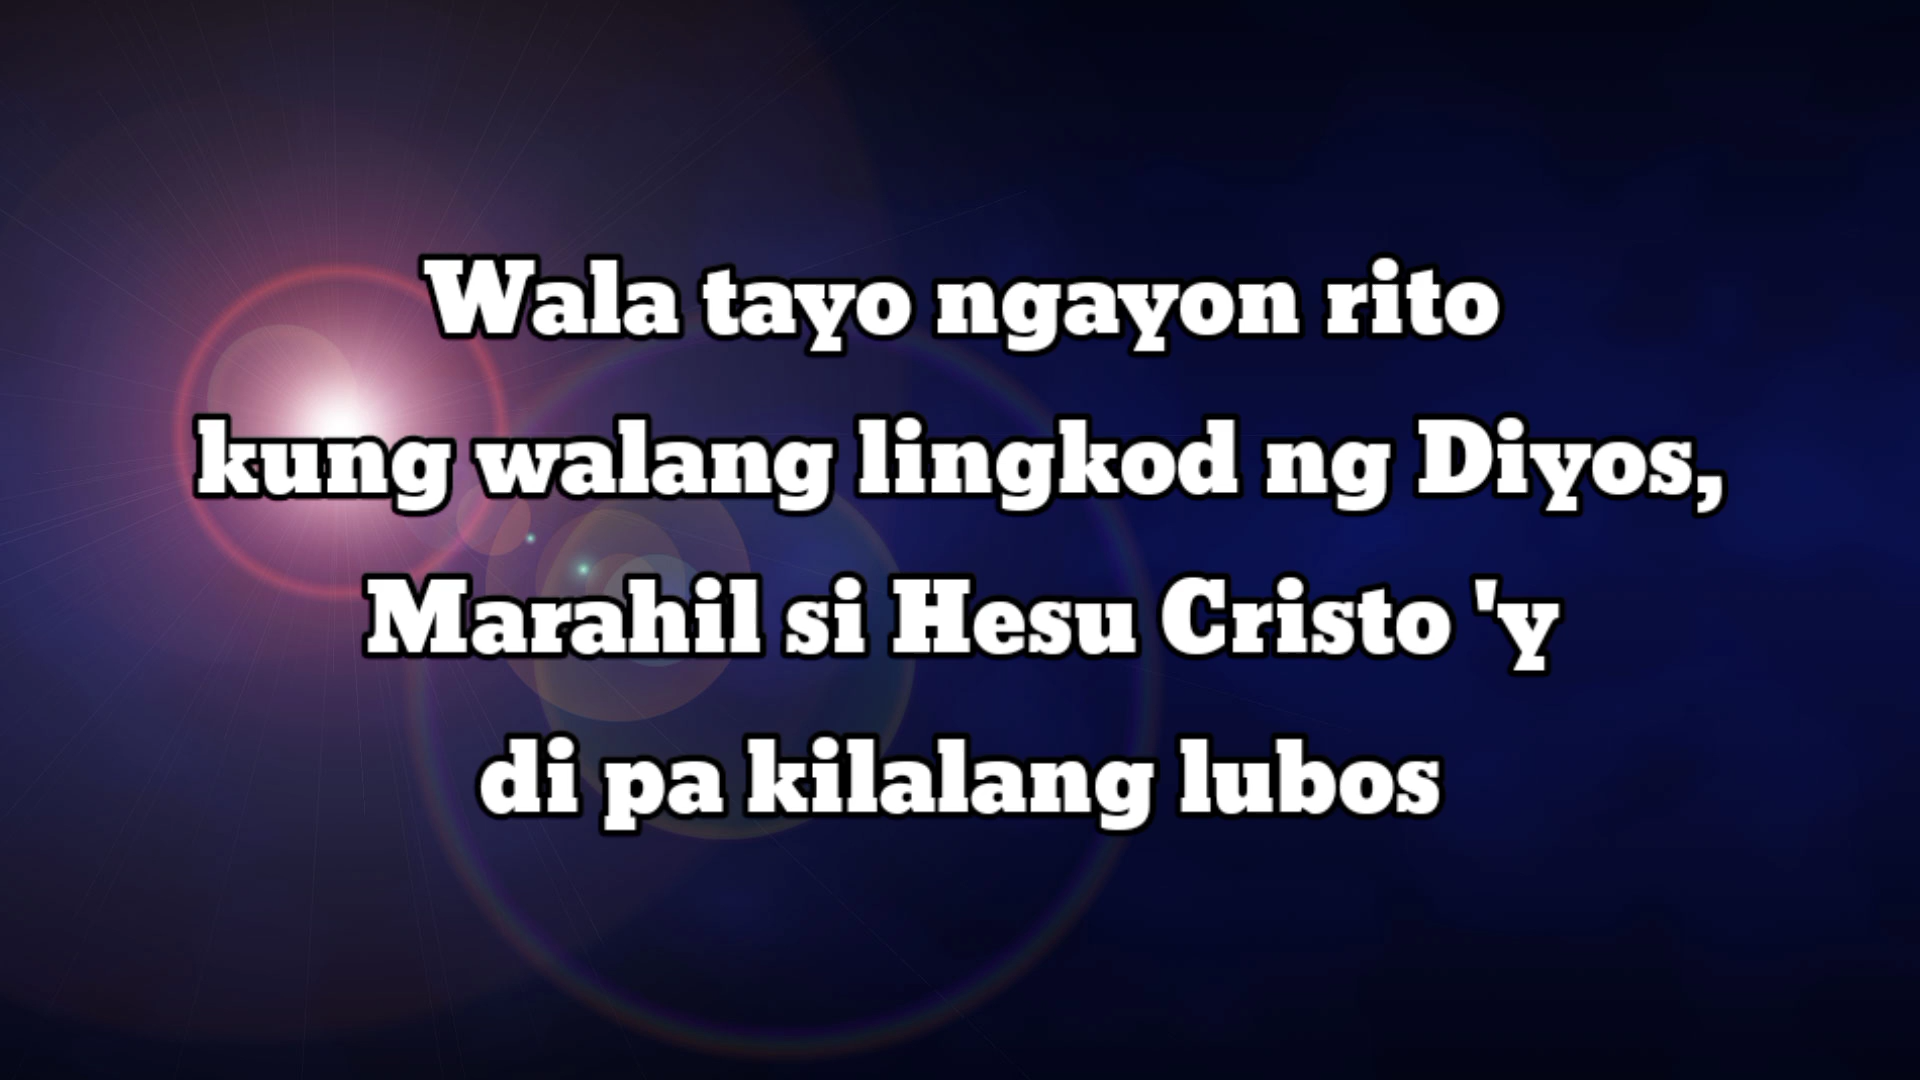 Wala tayo ngayon rito
kung walang lingkod ng Diyos,
Marahil si Hesu Cristo 'y
di pa kilalang lubos